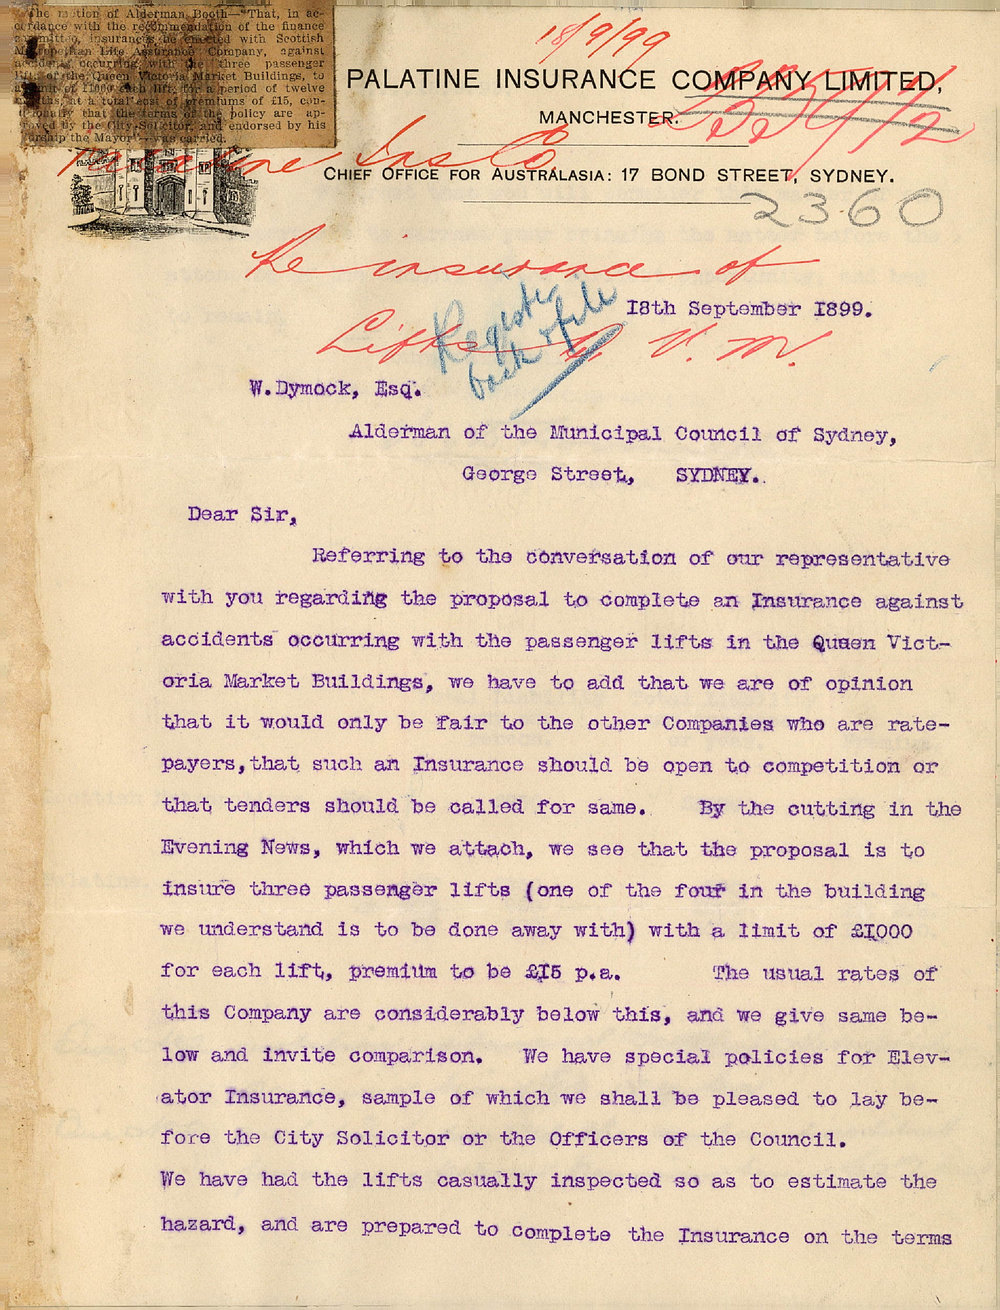 The motion of Alderman Booth—"That, in ac-
cordance with the recommendation of the finance
committee, insurances be effected with Scottish
Metropolitan Life Assurance Company, against
accidents occurring with the three passenger
lifts of the Queen Victoria Market Buildings, to
a limit of £1000 each lift, for a period of twelve
months, at a total cost of premiums of £15, con-
ditionally that the terms of the policy are ap-
proved by the City Solicitor, and endorsed by his
Worship the Mayor"—was carried.
18/9/99
PALATINE INSURANCE COMPANY LIMITED,
MANCHESTER.
Palatine Ins Co.
CHIEF OFFICE FOR AUSTRALASIA: 17 BOND STREET, SYDNEY.
2360
Re insurance of
18th September 1899.
Lifts Q. V. M.
Register
back & file
W.Dymock, Esq.
Alderman of the Municipal Council of Sydney,
George Street, SYDNEY.
Dear Sir,
Referring to the conversation of our representative
with you regarding the proposal to complete an Insurance against
accidents occurring with the passenger lifts in the Queen Vict-
oria Market Buildings, we have to add that we are of opinion
that it would only be fair to the other Companies who are rate-
payers, that such an Insurance should be open to competition or
that tenders should be called for same. By the cutting in the
Evening News, which we attach, we see that the proposal is to
insure three passenger lifts (one of the four in the building
we understand is to be done away with) with a limit of £1000
for each lift, premium to be £15 p.a. The usual rates of
this Company are considerably below this, and we give same be-
low and invite comparison. We have special policies for Elev-
ator Insurance, sample of which we shall be pleased to lay be-
fore the City Solicitor or the Officers of the Council.
We have had the lifts casually inspected so as to estimate the
hazard, and are prepared to complete the Insurance on the terms